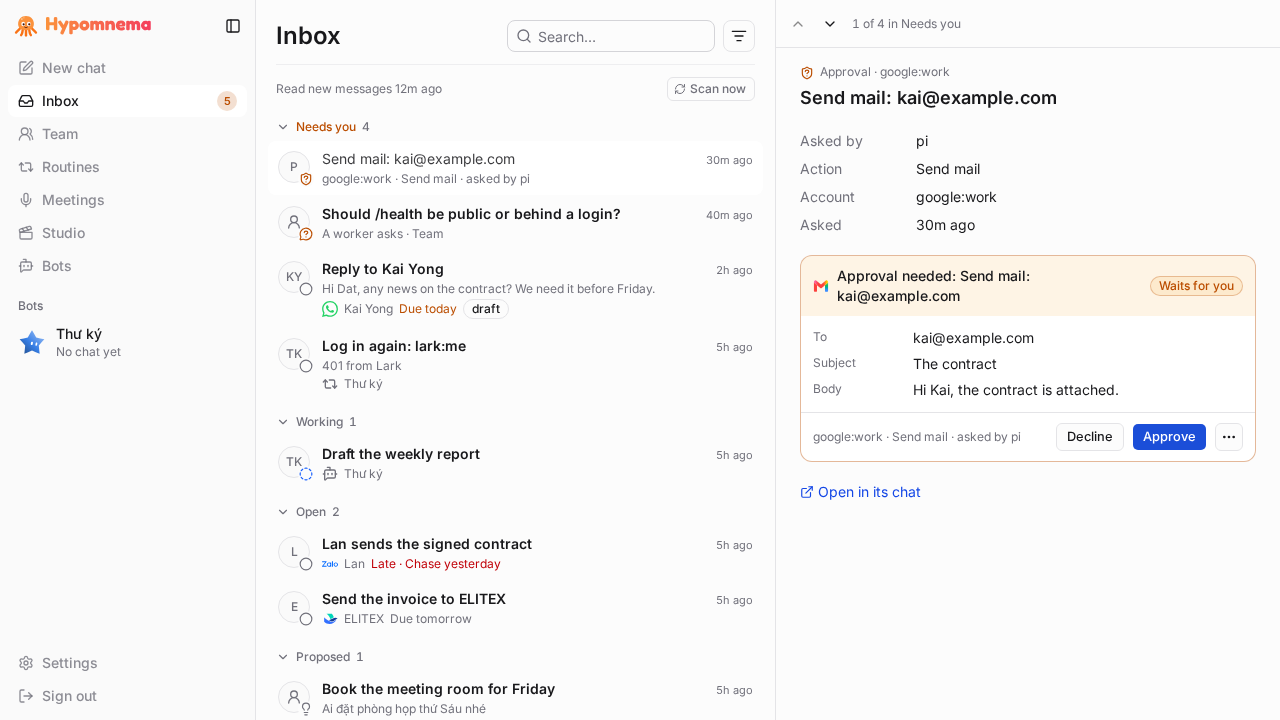 Hypomnema
New chat
Inbox
5
Team
Routines
Meetings
Studio
Bots
Bots
Thư ký
No chat yet
Settings
Sign out
Inbox
Search...
Read new messages 12m ago
Scan now
Needs you 4
P
Send mail: kai@example.com
30m ago
google:work · Send mail · asked by pi
Should /health be public or behind a login?
40m ago
A worker asks · Team
KY
Reply to Kai Yong
2h ago
Hi Dat, any news on the contract? We need it before Friday.
Kai Yong Due today draft
TK
Log in again: lark:me
5h ago
401 from Lark
Thư ký
Working 1
TK
Draft the weekly report
5h ago
Thư ký
Open 2
L
Lan sends the signed contract
5h ago
Zalo Lan Late · Chase yesterday
E
Send the invoice to ELITEX
5h ago
ELITEX Due tomorrow
Proposed 1
Book the meeting room for Friday
5h ago
Ai đặt phòng họp thứ Sáu nhé
1 of 4 in Needs you
Approval · google:work
Send mail: kai@example.com
Asked by pi
Action Send mail
Account google:work
Asked 30m ago
Approval needed: Send mail:
kai@example.com
Waits for you
To kai@example.com
Subject The contract
Body Hi Kai, the contract is attached.
google:work · Send mail · asked by pi
Decline
Approve
Open in its chat